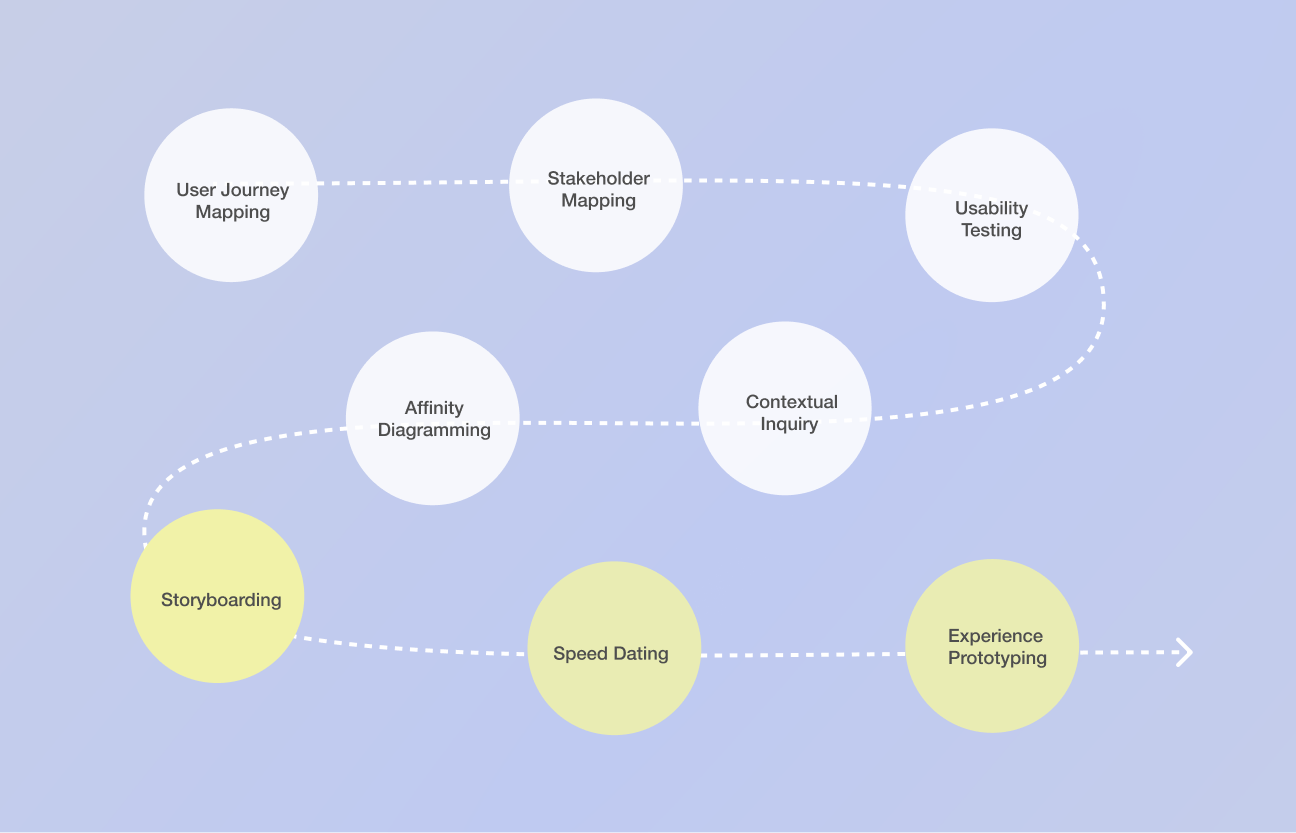 User Journey
Mapping
Stakeholder
Mapping
Usability
Testing
Contextual
Inquiry
Affinity
Diagramming
Storyboarding
Speed Dating
Experience
Prototyping